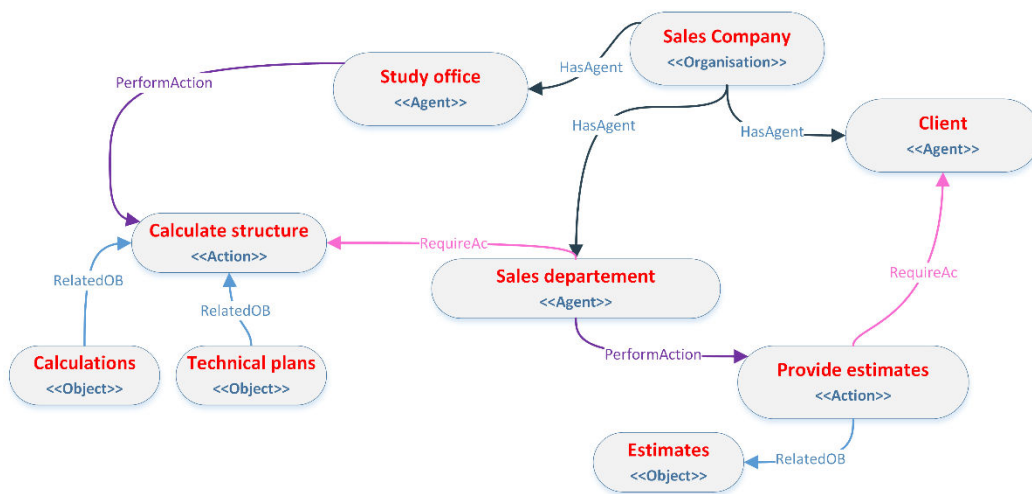 Sales Company
<<Organisation>>
HasAgent
Study office
<<Agent>>
PerformAction
HasAgent
HasAgent
Client
<<Agent>>
Calculate structure
<<Action>>
RequireAc
Sales departement
<<Agent>>
RequireAc
RelatedOB
RelatedOB
Calculations
<<Object>>
Technical plans
<<Object>>
PerformAction
Provide estimates
<<Action>>
Estimates
<<Object>>
RelatedOB